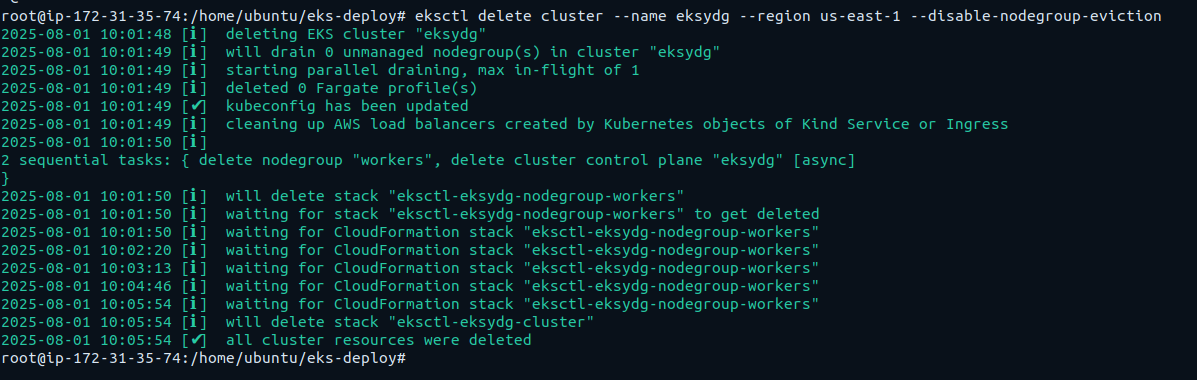 root@ip-172-31-35-74:/home/ubuntu/eks-deploy# eksctl delete cluster --name eksydg --region us-east-1 --disable-nodegroup-eviction
2025-08-01 10:01:48 [ℹ]  deleting EKS cluster "eksydg"
2025-08-01 10:01:49 [ℹ]  will drain 0 unmanaged nodegroup(s) in cluster "eksydg"
2025-08-01 10:01:49 [ℹ]  starting parallel draining, max in-flight of 1
2025-08-01 10:01:49 [ℹ]  deleted 0 Fargate profile(s)
2025-08-01 10:01:49 [✔]  kubeconfig has been updated
2025-08-01 10:01:49 [ℹ]  cleaning up AWS load balancers created by Kubernetes objects of Kind Service or Ingress
2025-08-01 10:01:50 [ℹ]
2 sequential tasks: { delete nodegroup "workers", delete cluster control plane "eksydg" [async]
}
2025-08-01 10:01:50 [ℹ]  will delete stack "eksctl-eksydg-nodegroup-workers"
2025-08-01 10:01:50 [ℹ]  waiting for stack "eksctl-eksydg-nodegroup-workers" to get deleted
2025-08-01 10:01:50 [ℹ]  waiting for CloudFormation stack "eksctl-eksydg-nodegroup-workers"
2025-08-01 10:02:20 [ℹ]  waiting for CloudFormation stack "eksctl-eksydg-nodegroup-workers"
2025-08-01 10:03:13 [ℹ]  waiting for CloudFormation stack "eksctl-eksydg-nodegroup-workers"
2025-08-01 10:04:46 [ℹ]  waiting for CloudFormation stack "eksctl-eksydg-nodegroup-workers"
2025-08-01 10:05:54 [ℹ]  waiting for CloudFormation stack "eksctl-eksydg-nodegroup-workers"
2025-08-01 10:05:54 [ℹ]  will delete stack "eksctl-eksydg-cluster"
2025-08-01 10:05:54 [✔]  all cluster resources were deleted
root@ip-172-31-35-74:/home/ubuntu/eks-deploy#